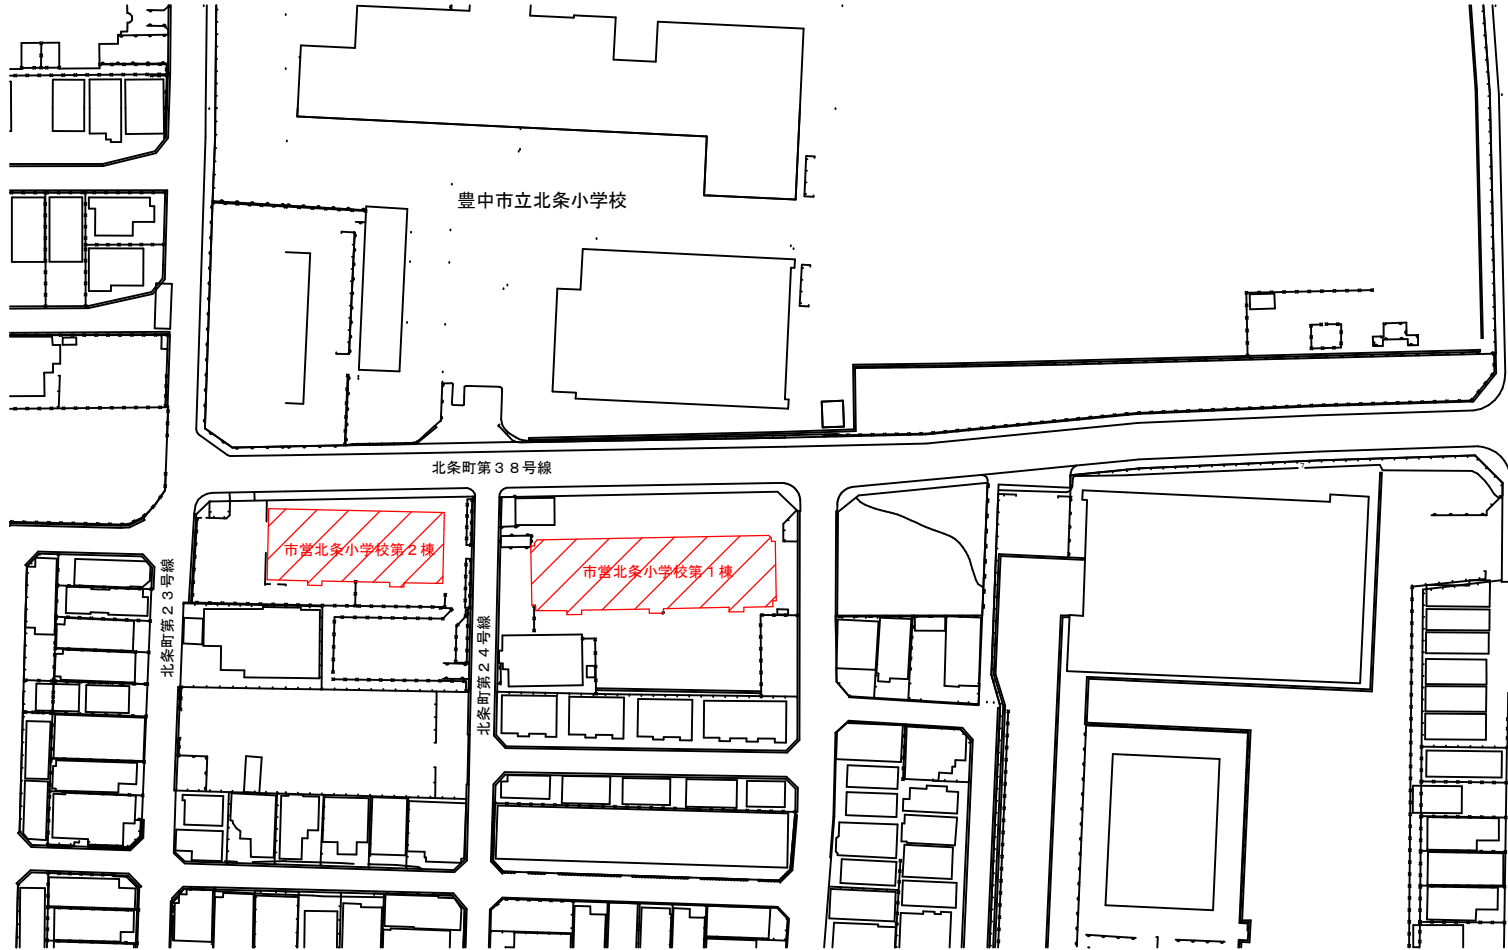 豊中市立北条小学校
北条町第３８号線
市営北条小学校第２棟
市営北条小学校第１棟
北条町第２３号線
北条町第２４号線